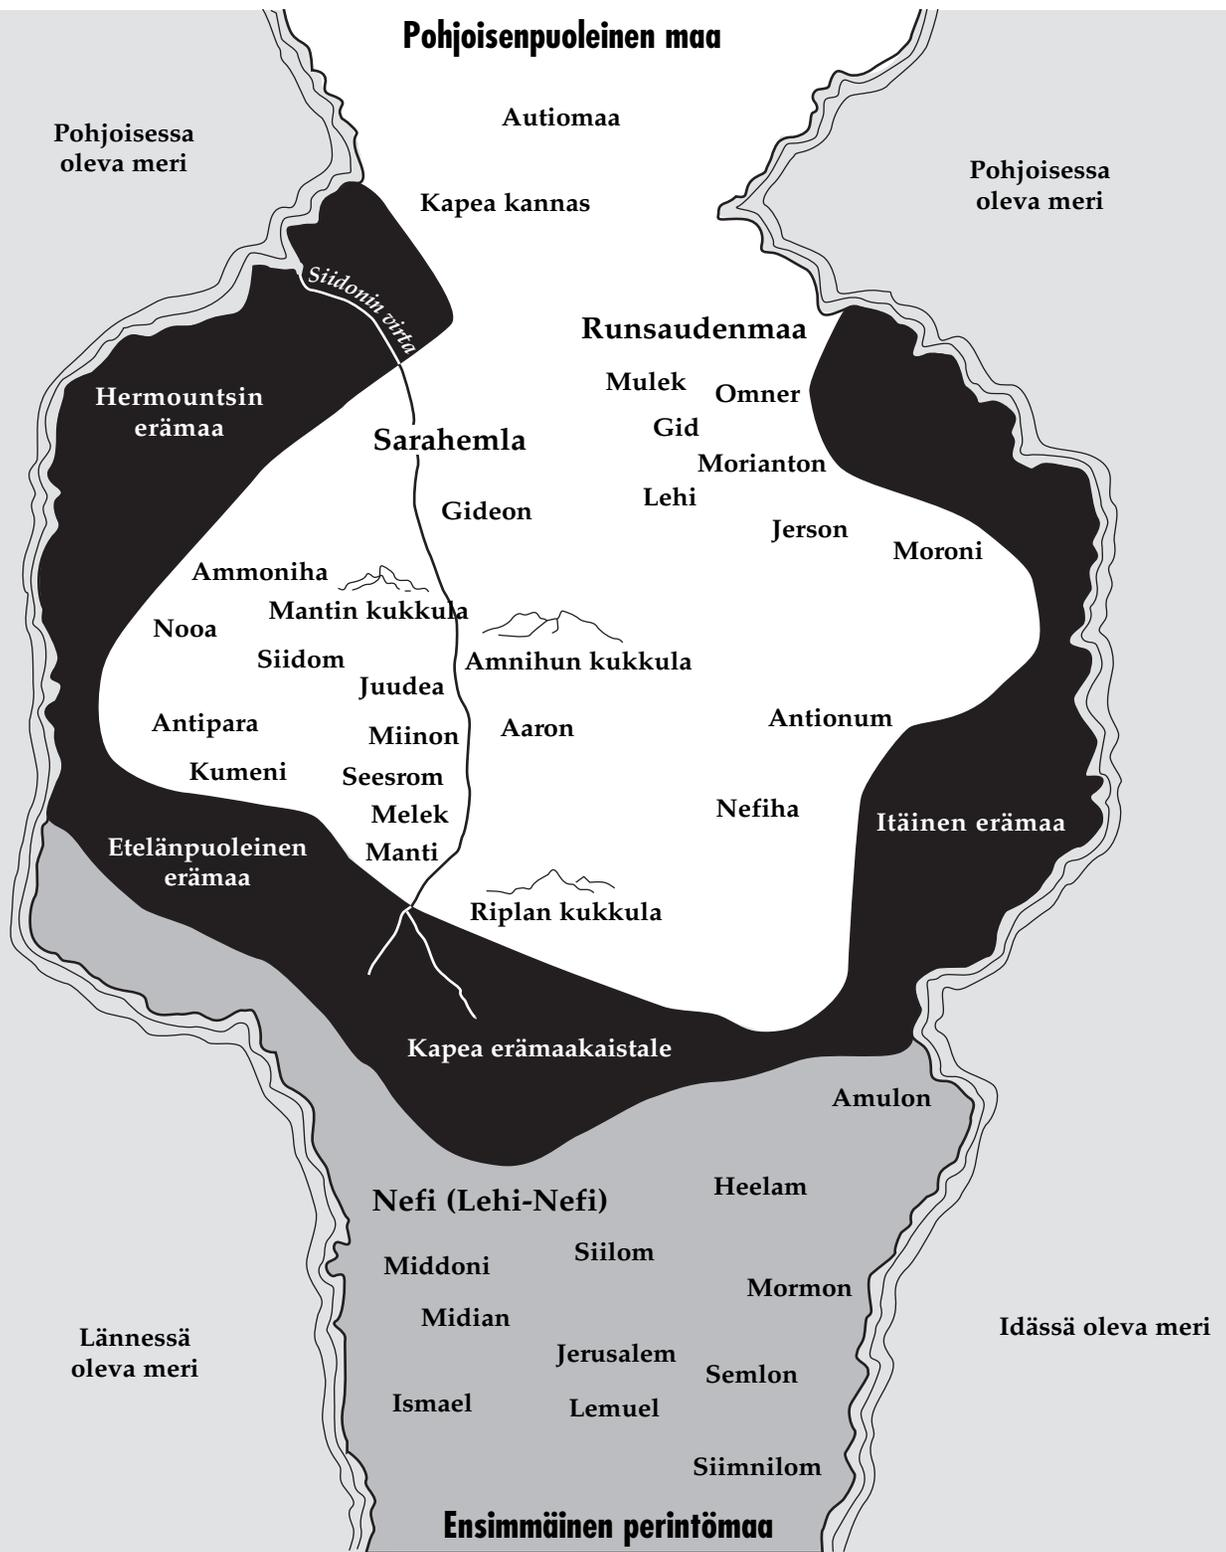 Pohjoisenpuoleinen maa
Autiomaa
Pohjoisessa
oleva meri
Pohjoisessa
oleva meri
Kapea kannas
Siidonin virta
Runsaudenmaa
Mulek
Omner
Hermountsin
erämaa
Gid
Sarahemla
Morianton
Lehi
Gideon
Jerson
Moroni
Ammoniha
Mantin kukkula
Nooa
Siidom
Amnihun kukkula
Juudea
Antipara
Miinon
Aaron
Antionum
Kumeni
Seesrom
Melek
Nefiha
Itäinen erämaa
Etelänpuoleinen
erämaa
Manti
Riplan kukkula
Kapea erämaakaistale
Amulon
Heelam
Nefi (Lehi-Nefi)
Siilom
Middoni
Mormon
Midian
Lännessä
oleva meri
Idässä oleva meri
Jerusalem
Semlon
Ismael
Lemuel
Siimnilom
Ensimmäinen perintömaa